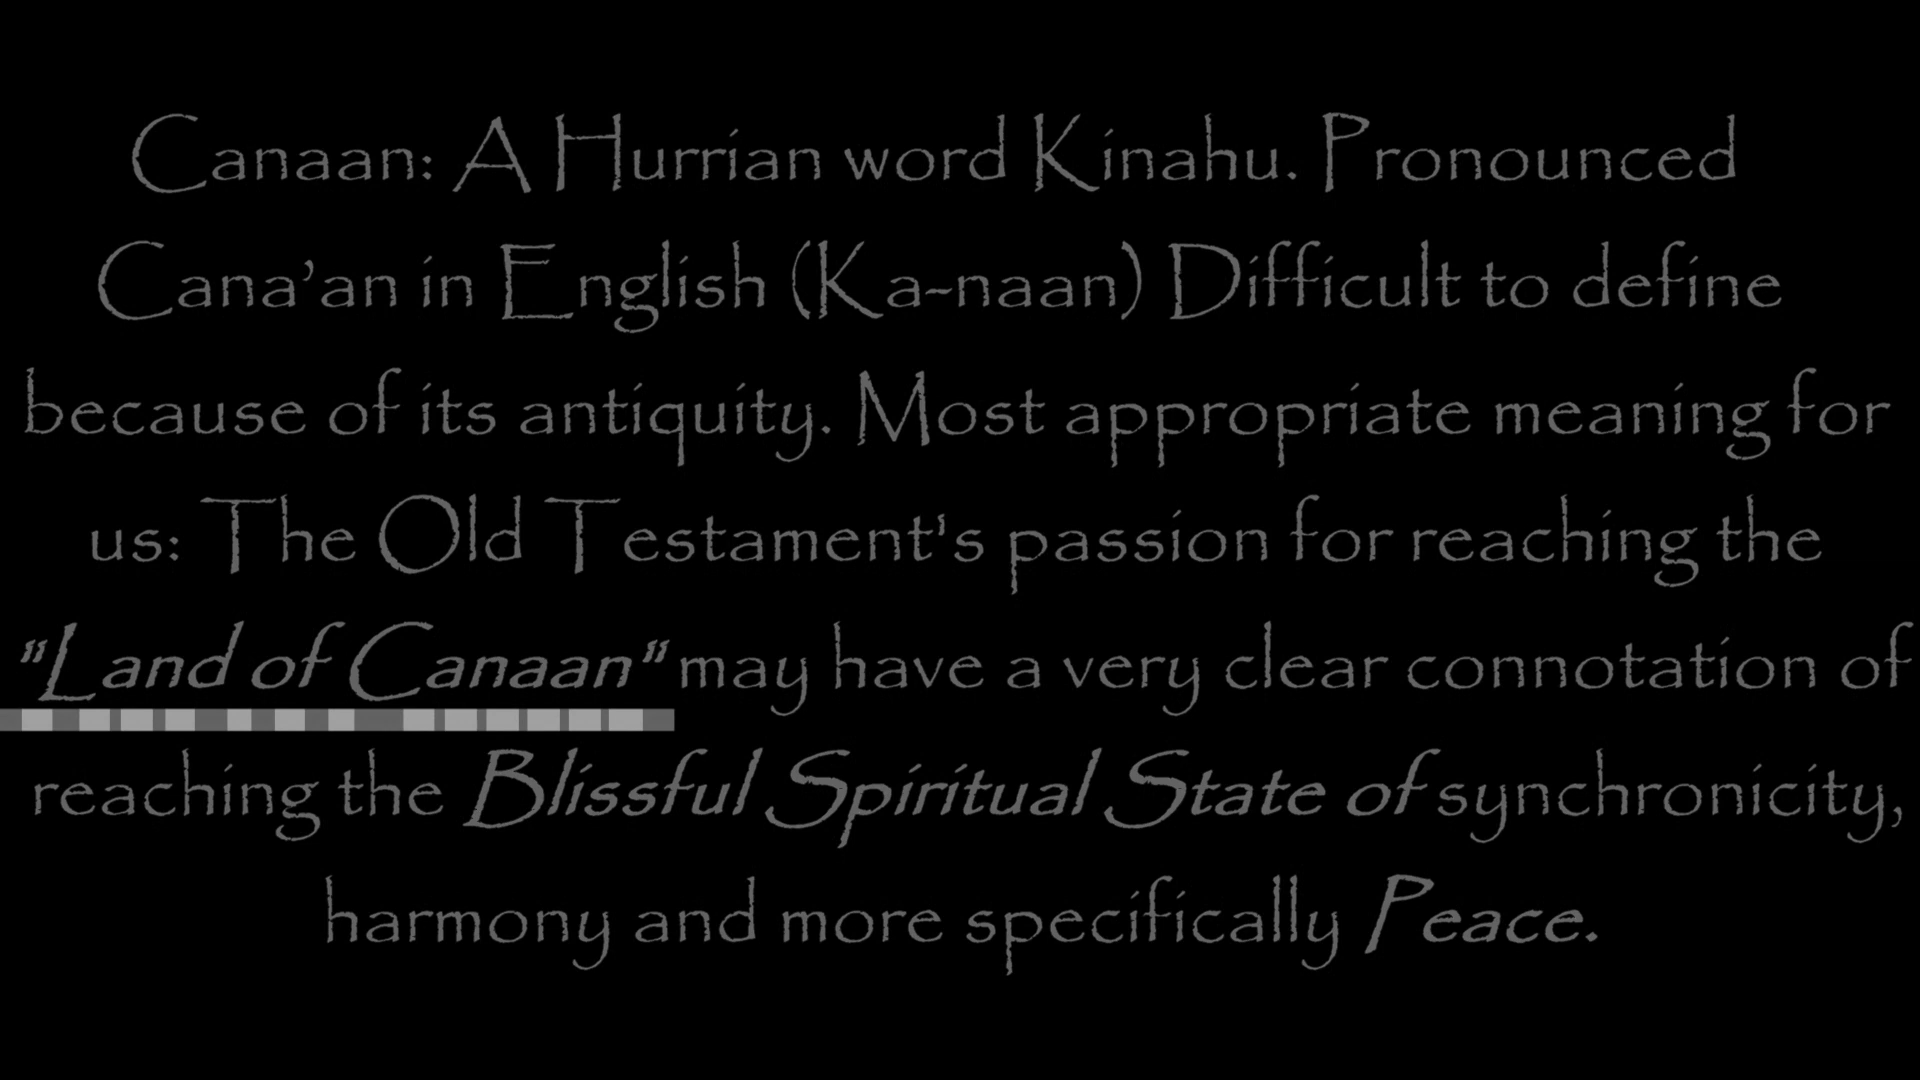 Canaan: A Hurrian word Kinahu. Pronounced
Cana'an in English (Ka-naan) Difficult to define
because of its antiquity. Most appropriate meaning for
us: The Old Testament's passion for reaching the
"Land of Canaan" may have a very clear connotation of
reaching the Blissful Spiritual State of synchronicity,
harmony and more specifically Peace.